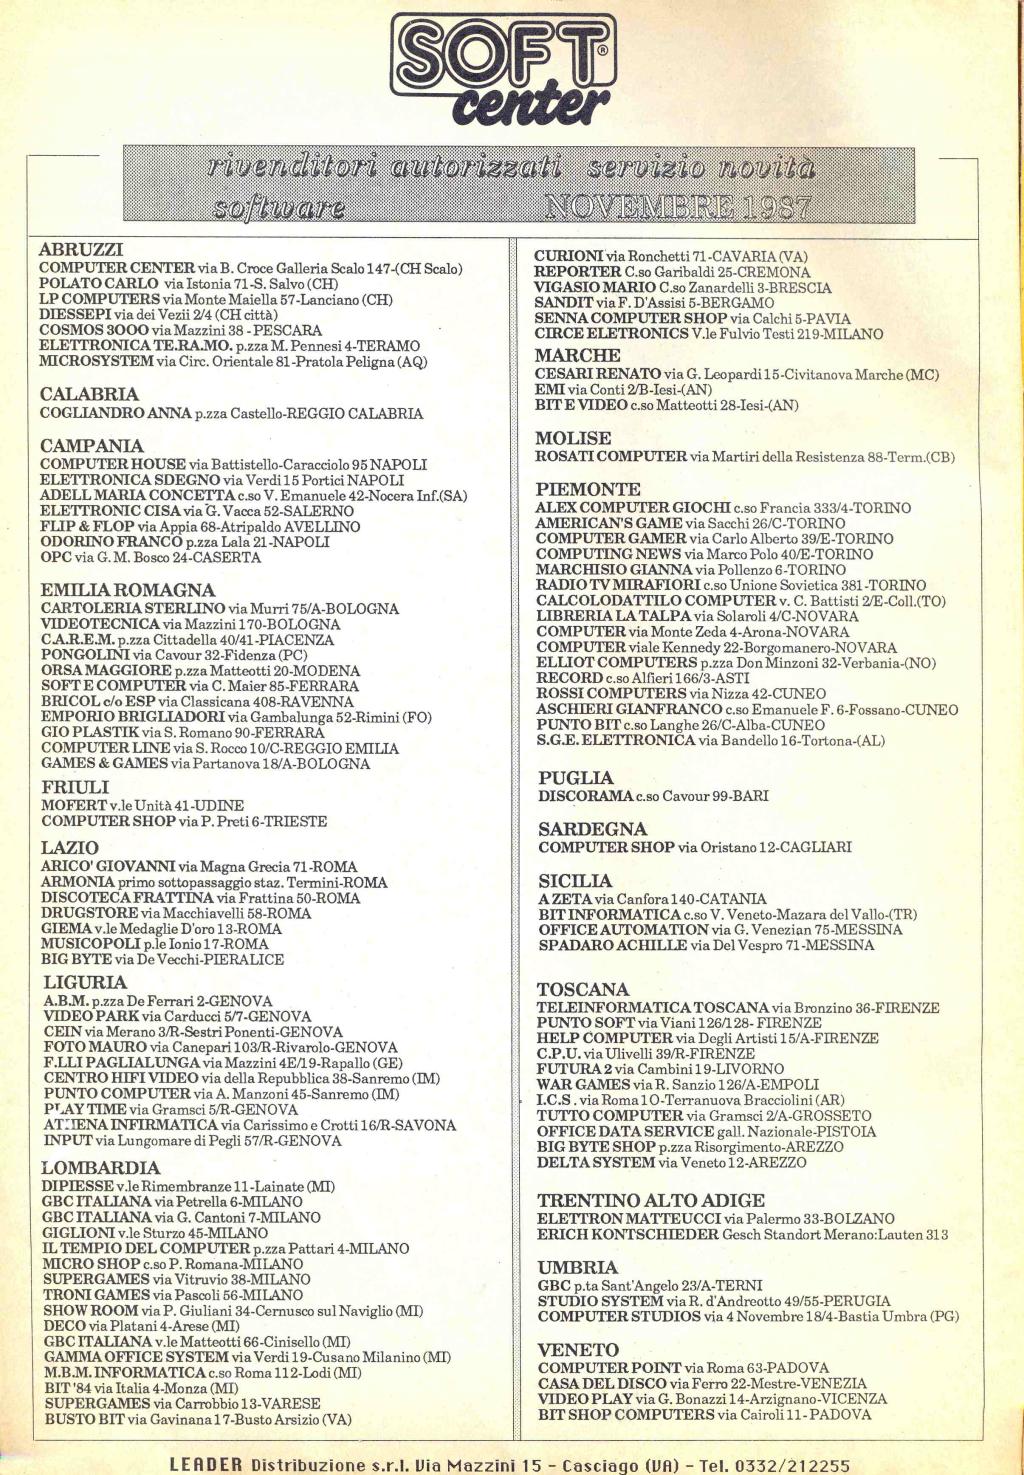 SOFT®
center
rivenditori autorizzati servizio novità
software NOVEMBRE 1987
ABRUZZI
COMPUTER CENTER via B. Croce Galleria Scalo 147-(CH Scalo)
POLATO CARLO via Istonia 71-S. Salvo (CH)
LP COMPUTERS via Monte Maiella 57-Lanciano (CH)
DIESSEPI via dei Vezii 2/4 (CH città)
COSMOS 3000 via Mazzini 38 -PESCARA
ELETTRONICA TE.RA.MO. p.zza M. Pennesi 4-TERAMO
MICROSYSTEM via Circ. Orientale 81-Pratola Peligna (AQ)
CALABRIA
COGLIANDRO ANNA p.zza Castello-REGGIO CALABRIA
CAMPANIA
COMPUTER HOUSE via Battistello-Caracciolo 95 NAPOLI
ELETTRONICA SDEGNO via Verdi 15 Portici NAPOLI
ADELL MARIA CONCETTA c.so V. Emanuele 42-Nocera Inf.(SA)
ELETTRONIC CISA via G. Vacca 52-SALERNO
FLIP & FLOP via Appia 68-Atripaldo AVELLINO
ODORINO FRANCO p.zza Lala 21-NAPOLI
OPC via G. M. Bosco 24-CASERTA
EMILIA ROMAGNA
CARTOLERIA STERLINO via Murri 75/A-BOLOGNA
VIDEOTECNICA via Mazzini 170-BOLOGNA
C.A.R.E.M. p.zza Cittadella 40/41-PIACENZA
PONGOLINI via Cavour 32-Fidenza (PC)
ORSA MAGGIORE p.zza Matteotti 20-MODENA
SOFT E COMPUTER via C. Maier 85-FERRARA
BRICOL c/o ESP via Classicana 408-RAVENNA
EMPORIO BRIGLIADORI via Gambalunga 52-Rimini (FO)
GIO PLASTIK via S. Romano 90-FERRARA
COMPUTER LINE via S. Rocco 10/C-REGGIO EMILIA
GAMES & GAMES via Partanova 18/A-BOLOGNA
FRIULI
MOFERT v.le Unità 41-UDINE
COMPUTER SHOP via P. Preti 6-TRIESTE
LAZIO
ARICO' GIOVANNI via Magna Grecia 71-ROMA
ARMONIA primo sottopassaggio staz. Termini-ROMA
DISCOTECA FRATTINA via Frattina 50-ROMA
DRUGSTORE via Macchiavelli 58-ROMA
GIEMA v.le Medaglie D'oro 13-ROMA
MUSICOPOLI p.le Ionio 17-ROMA
BIG BYTE via De Vecchi-PIERALICE
LIGURIA
A.B.M. p.zza De Ferrari 2-GENOVA
VIDEO PARK via Carducci 5/7-GENOVA
CEIN via Merano 3/R-Sestri Ponenti-GENOVA
FOTO MAURO via Canepari 103/R-Rivarolo-GENOVA
F.LLI PAGLIALUNGA via Mazzini 4E/19-Rapallo (GE)
CENTRO HIFI VIDEO via della Repubblica 38-Sanremo (IM)
PUNTO COMPUTER via A. Manzoni 45-Sanremo (IM)
PLAY TIME via Gramsci 5/R-GENOVA
ATHENA INFIRMATICA via Carissimo e Crotti 16/R-SAVONA
INPUT via Lungomare di Pegli 57/R-GENOVA
LOMBARDIA
DIPIESSE v.le Rimembranze 11-Lainate (MI)
GBC ITALIANA via Petrella 6-MILANO
GBC ITALIANA via G. Cantoni 7-MILANO
GIGLIONI v.le Sturzo 45-MILANO
IL TEMPIO DEL COMPUTER p.zza Pattari 4-MILANO
MICRO SHOP c.so P. Romana-MILANO
SUPERGAMES via Vitruvio 38-MILANO
TRONI GAMES via Pascoli 56-MILANO
SHOW ROOM via P. Giuliani 34-Cernusco sul Naviglio (MI)
DECO via Platani 4-Arese (MI)
GBC ITALIANA v.le Matteotti 66-Cinisello (MI)
GAMMA OFFICE SYSTEM via Verdi 19-Cusano Milanino (MI)
M.B.M. INFORMATICA c.so Roma 112-Lodi (MI)
BIT '84 via Italia 4-Monza (MI)
SUPERGAMES via Carrobbio 13-VARESE
BUSTO BIT via Gavinana 17-Busto Arsizio (VA)
CURIONI via Ronchetti 71-CAVARIA (VA)
REPORTER C.so Garibaldi 25-CREMONA
VIGASIO MARIO C.so Zanardelli 3-BRESCIA
SANDIT via F. D'Assisi 5-BERGAMO
SENNA COMPUTER SHOP via Calchi 5-PAVIA
CIRCE ELETRONICS V.le Fulvio Testi 219-MILANO
MARCHE
CESARI RENATO via G. Leopardi 15-Civitanova Marche (MC)
EMI via Conti 2/B-Iesi-(AN)
BIT E VIDEO c.so Matteotti 28-Iesi-(AN)
MOLISE
ROSATI COMPUTER via Martiri della Resistenza 88-Term.(CB)
PIEMONTE
ALEX COMPUTER GIOCHI c.so Francia 333/4-TORINO
AMERICAN'S GAME via Sacchi 26/C-TORINO
COMPUTER GAMER via Carlo Alberto 39/E-TORINO
COMPUTING NEWS via Marco Polo 40/E-TORINO
MARCHISIO GIANNA via Pollenzo 6-TORINO
RADIO TV MIRAFIORI c.so Unione Sovietica 381-TORINO
CALCOLODATTILO COMPUTER v. C. Battisti 2/E-Coll.(TO)
LIBRERIA LA TALPA via Solaroli 4/C-NOVARA
COMPUTER via Monte Zeda 4-Arona-NOVARA
COMPUTER viale Kennedy 22-Borgomanero-NOVARA
ELLIOT COMPUTERS p.zza Don Minzoni 32-Verbania-(NO)
RECORD c.so Alfieri 166/3-ASTI
ROSSI COMPUTERS via Nizza 42-CUNEO
ASCHIERI GIANFRANCO c.so Emanuele F. 6-Fossano-CUNEO
PUNTO BIT c.so Langhe 26/C-Alba-CUNEO
S.G.E. ELETTRONICA via Bandello 16-Tortona-(AL)
PUGLIA
DISCORAMA c.so Cavour 99-BARI
SARDEGNA
COMPUTER SHOP via Oristano 12-CAGLIARI
SICILIA
A ZETA via Canfora 140-CATANIA
BIT INFORMATICA c.so V. Veneto-Mazara del Vallo-(TR)
OFFICE AUTOMATION via G. Venezian 75-MESSINA
SPADARO ACHILLE via Del Vespro 71-MESSINA
TOSCANA
TELEINFORMATICA TOSCANA via Bronzino 36-FIRENZE
PUNTO SOFT via Viani 126/128- FIRENZE
HELP COMPUTER via Degli Artisti 15/A-FIRENZE
C.P.U. via Ulivelli 39/R-FIRENZE
FUTURA 2 via Cambini 19-LIVORNO
WAR GAMES via R. Sanzio 126/A-EMPOLI
I.C.S. via Roma 10-Terranuova Bracciolini (AR)
TUTTO COMPUTER via Gramsci 2/A-GROSSETO
OFFICE DATA SERVICE gall. Nazionale-PISTOIA
BIG BYTE SHOP p.zza Risorgimento-AREZZO
DELTA SYSTEM via Veneto 12-AREZZO
TRENTINO ALTO ADIGE
ELETTRON MATTEUCCI via Palermo 33-BOLZANO
ERICH KONTSCHIEDER Gesch Standort Merano:Lauten 313
UMBRIA
GBC p.ta Sant'Angelo 23/A-TERNI
STUDIO SYSTEM via R. d'Andreotto 49/55-PERUGIA
COMPUTER STUDIOS via 4 Novembre 18/4-Bastia Umbra (PG)
VENETO
COMPUTER POINT via Roma 63-PADOVA
CASA DEL DISCO via Ferro 22-Mestre-VENEZIA
VIDEO PLAY via G. Bonazzi 14-Arzignano-VICENZA
BIT SHOP COMPUTERS via Cairoli 11-PADOVA
LEADER Distribuzione s.r.l. Via Mazzini 15 - Casciago (VA) - Tel. 0332/212255